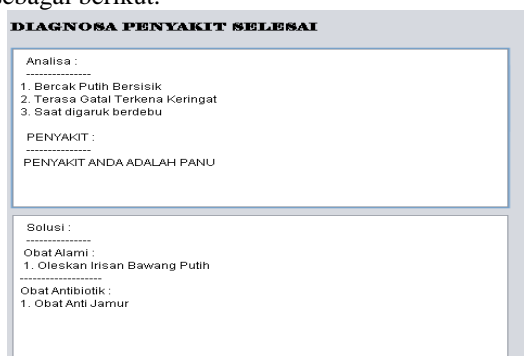 sebagai berikut:
DIAGNOSA PENYAKIT SELESAI
Analisa :
---------------
1. Bercak Putih Bersisik
2. Terasa Gatal Terkena Keringat
3. Saat digaruk berdebu
PENYAKIT :
---------------
PENYAKIT ANDA ADALAH PANU
Solusi :
---------------
Obat Alami :
1. Oleskan Irisan Bawang Putih
-------------------
Obat Antibiotik :
1. Obat Anti Jamur